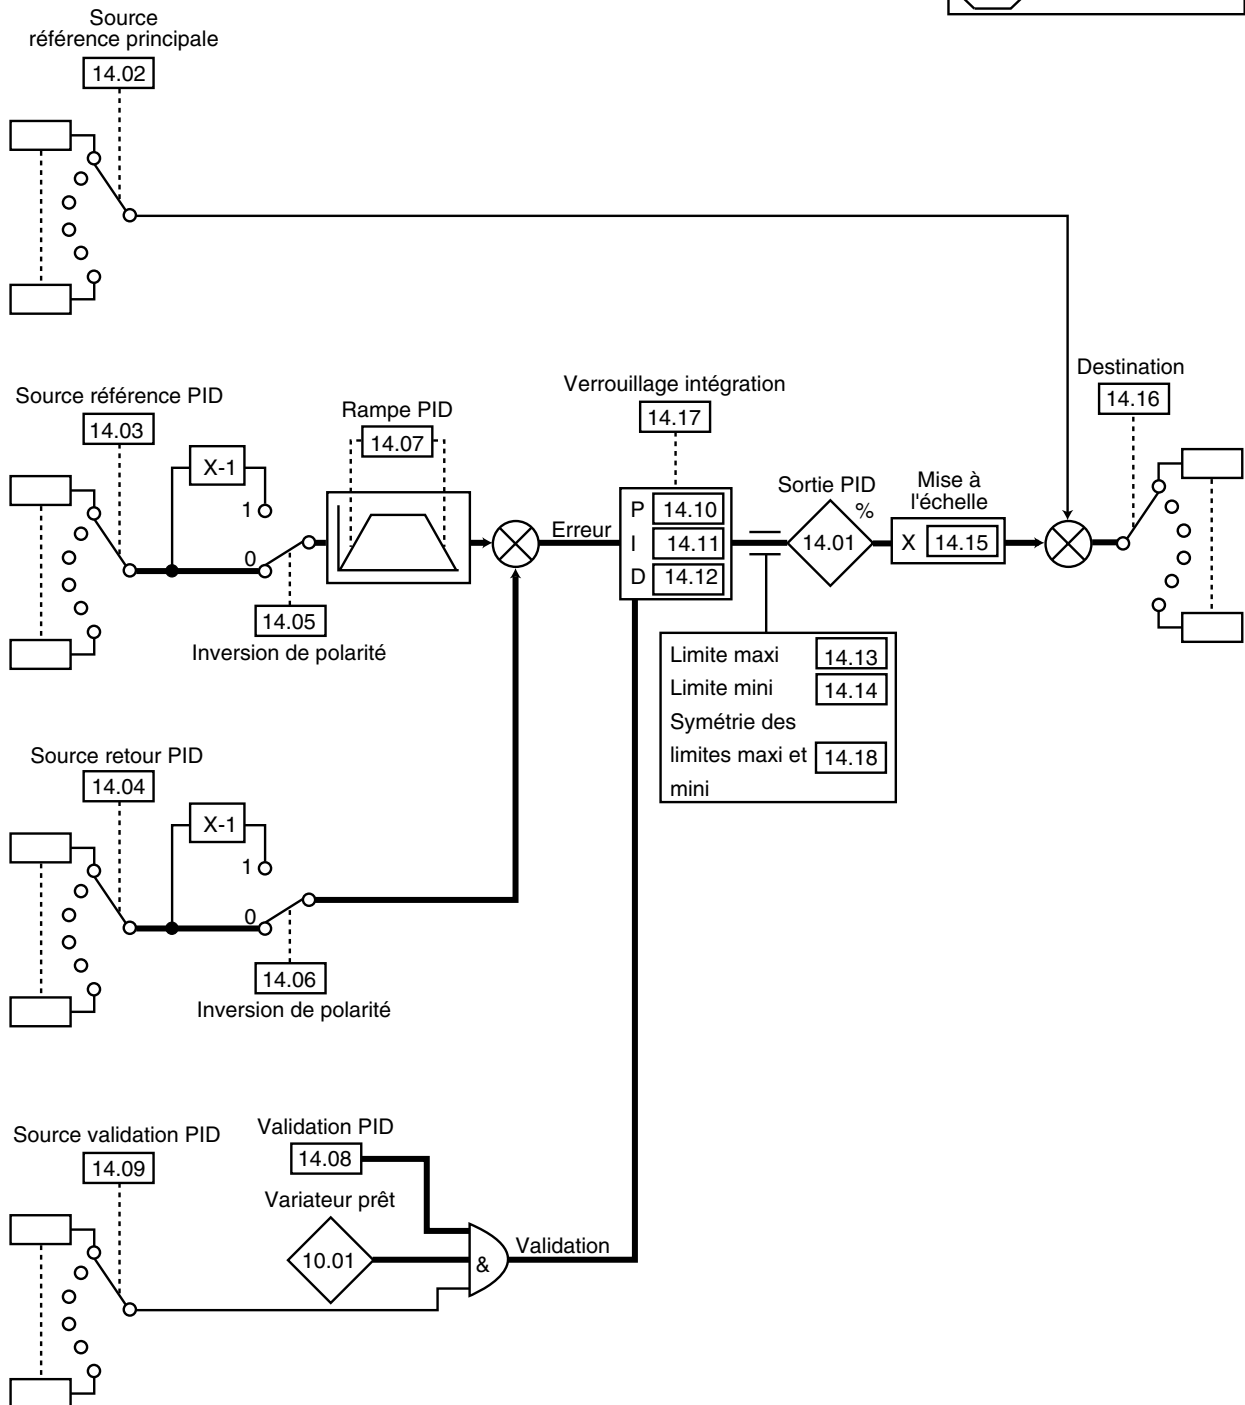 Source
référence principale
14.02
Source référence PID
14.03
X-1
1
0
14.05
Inversion de polarité
Rampe PID
14.07
Erreur
Verrouillage intégration
14.17
P 14.10
I 14.11
D 14.12
Sortie PID
%
14.01
Mise à
l'échelle
X 14.15
Destination
14.16
Limite maxi 14.13
Limite mini 14.14
Symétrie des
limites maxi et 14.18
mini
Source retour PID
14.04
X-1
1
0
14.06
Inversion de polarité
Source validation PID
14.09
Validation PID
14.08
Variateur prêt
10.01
&
Validation